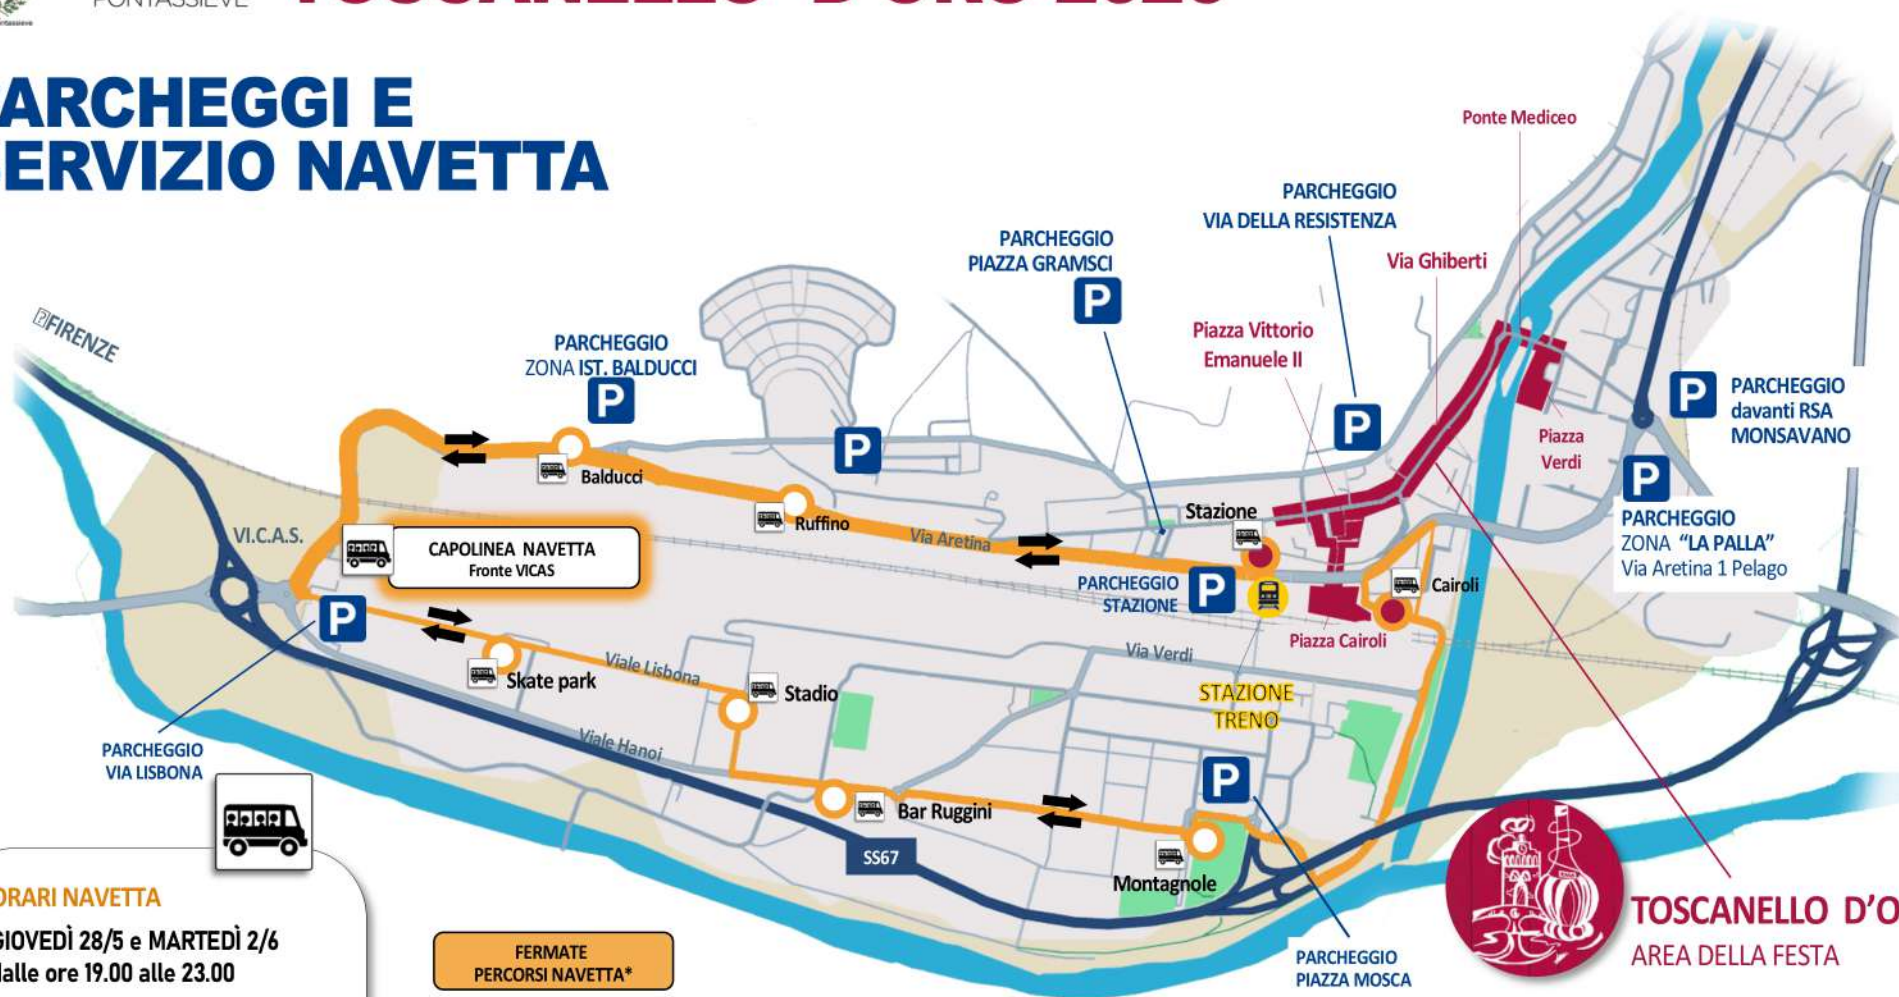 PONTASSIEVE
TOSCANELLO D'ORO
ARCHEGGI E
ERVIZIO NAVETTA
FIRENZE
PARCHEGGIO
ZONA IST. BALDUCCI
P
PARCHEGGIO
PIAZZA GRAMSCI
P
PARCHEGGIO
VIA DELLA RESISTENZA
P
Ponte Mediceo
Via Ghiberti
Piazza Vittorio
Emanuele II
P
Piazza
Verdi
P
PARCHEGGIO
davanti RSA
MONSAVANO
P
PARCHEGGIO
ZONA "LA PALLA"
Via Aretina 1 Pelago
Balducci
Ruffino
Via Aretina
Stazione
VI.C.A.S.
CAPOLINEA NAVETTA
Fronte VICAS
PARCHEGGIO
STAZIONE
P
Cairoli
Piazza Cairoli
P
Skate park
Viale Lisbona
Stadio
Via Verdi
STAZIONE
TRENO
PARCHEGGIO
VIA LISBONA
Viale Hanoi
Bar Ruggini
SS67
P
Montagnole
PARCHEGGIO
PIAZZA MOSCA
TOSCANELLO D'O
AREA DELLA FESTA
ORARI NAVETTA
GIOVEDÌ 28/5 e MARTEDÌ 2/6
dalle ore 19.00 alle 23.00
FERMATE
PERCORSI NAVETTA*